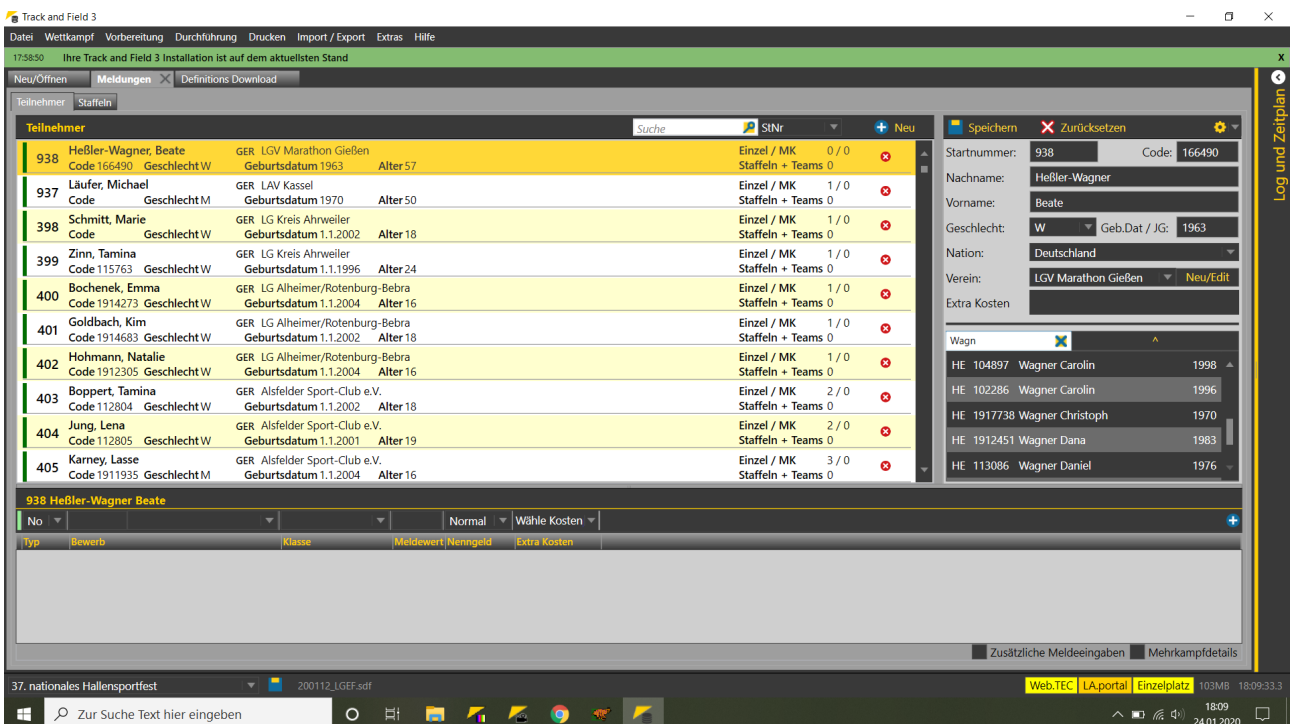 Track and Field 3
Datei Wettkampf Vorbereitung Durchführung Drucken Import / Export Extras Hilfe
17:58:50 Ihre Track and Field 3 Installation ist auf dem aktuellsten Stand X
Neu/Öffnen Meldungen Definitions Download
Teilnehmer Staffeln
Teilnehmer Suche StNr Neu
938 Heßler-Wagner, Beate GER LGV Marathon Gießen Einzel / MK 0 / 0
Code 166490 Geschlecht W Geburtsdatum 1963 Alter 57 Staffeln + Teams 0
937 Läufer, Michael GER LAV Kassel Einzel / MK 1 / 0
Code Geschlecht M Geburtsdatum 1970 Alter 50 Staffeln + Teams 0
398 Schmitt, Marie GER LG Kreis Ahrweiler Einzel / MK 1 / 0
Code Geschlecht W Geburtsdatum 1.1.2002 Alter 18 Staffeln + Teams 0
399 Zinn, Tamina GER LG Kreis Ahrweiler Einzel / MK 1 / 0
Code 115763 Geschlecht W Geburtsdatum 1.1.1996 Alter 24 Staffeln + Teams 0
400 Bochenek, Emma GER LG Alheimer/Rotenburg-Bebra Einzel / MK 1 / 0
Code 1914273 Geschlecht W Geburtsdatum 1.1.2004 Alter 16 Staffeln + Teams 0
401 Goldbach, Kim GER LG Alheimer/Rotenburg-Bebra Einzel / MK 1 / 0
Code 1914683 Geschlecht W Geburtsdatum 1.1.2002 Alter 18 Staffeln + Teams 0
402 Hohmann, Natalie GER LG Alheimer/Rotenburg-Bebra Einzel / MK 1 / 0
Code 1912305 Geschlecht W Geburtsdatum 1.1.2004 Alter 16 Staffeln + Teams 0
403 Boppert, Tamina GER Alsfelder Sport-Club e.V. Einzel / MK 2 / 0
Code 112804 Geschlecht W Geburtsdatum 1.1.2002 Alter 18 Staffeln + Teams 0
404 Jung, Lena GER Alsfelder Sport-Club e.V. Einzel / MK 2 / 0
Code 112805 Geschlecht W Geburtsdatum 1.1.2001 Alter 19 Staffeln + Teams 0
405 Karney, Lasse GER Alsfelder Sport-Club e.V. Einzel / MK 3 / 0
Code 1911935 Geschlecht M Geburtsdatum 1.1.2004 Alter 16 Staffeln + Teams 0
Speichern Zurücksetzen
Startnummer: 938 Code: 166490
Nachname: Heßler-Wagner
Vorname: Beate
Geschlecht: W Geb.Dat / JG: 1963
Nation: Deutschland
Verein: LGV Marathon Gießen Neu/Edit
Extra Kosten
Wagn ^
HE 104897 Wagner Carolin 1998
HE 102286 Wagner Carolin 1996
HE 1917738 Wagner Christoph 1970
HE 1912451 Wagner Dana 1983
HE 113086 Wagner Daniel 1976
Log und Zeitplan
938 Heßler-Wagner Beate
No Normal Wähle Kosten
Typ Bewerb Klasse Meldewert Nenngeld Extra Kosten
Zusätzliche Meldeeingaben Mehrkampfdetails
37. nationales Hallensportfest 200112_LGEF.sdf Web.TEC LA.portal Einzelplatz 103MB 18:09:33.3
Zur Suche Text hier eingeben 18:09
24.01.2020